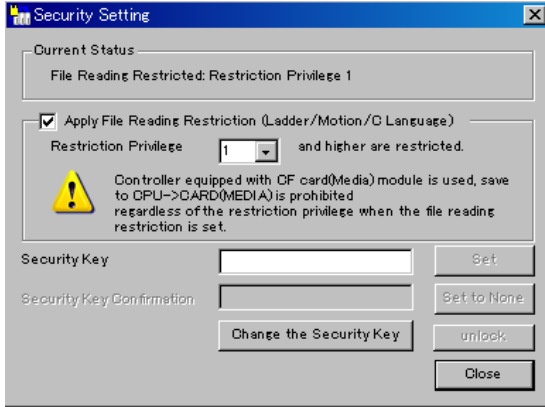 Security Setting
Current Status
File Reading Restricted: Restriction Privilege 1
Apply File Reading Restriction (Ladder/Motion/C Language)
Restriction Privilege 1 and higher are restricted.
Controller equipped with CF card(Media) module is used, save
to CPU->CARD(MEDIA) is prohibited
regardless of the restriction privilege when the file reading
restriction is set.
Security Key Set
Security Key Confirmation Set to None
Change the Security Key unlock
Close